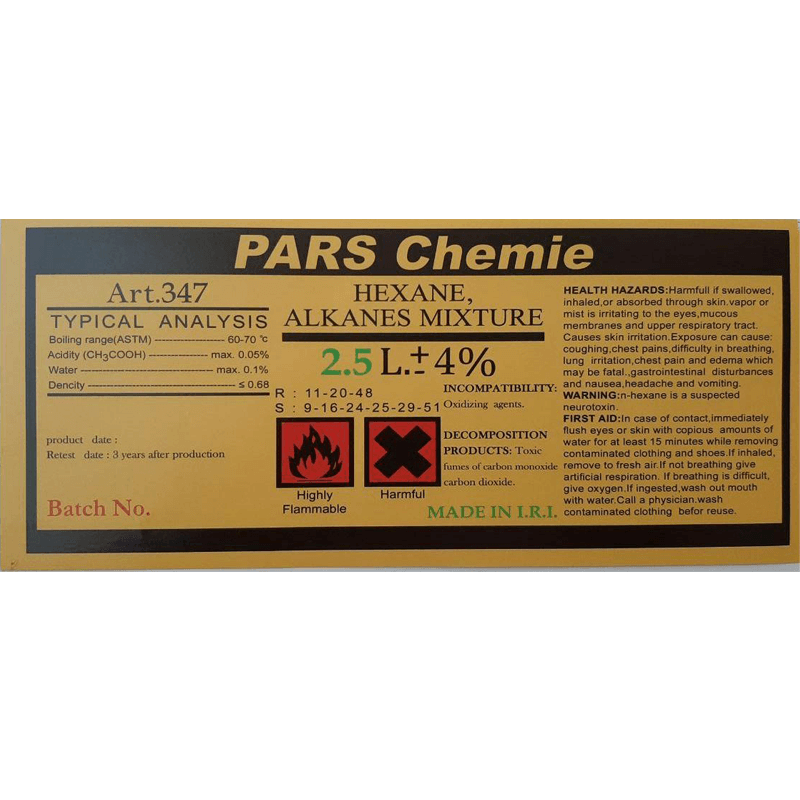 PARS Chemie
Art.347
TYPICAL ANALYSIS
Boiling range(ASTM) ---------------- 60-70 °c
Acidity (CH₃COOH) -------------- max. 0.05%
Water -------------------------------- max. 0.1%
Dencity ----------------------------------- ≤ 0.68
product date :
Retest date : 3 years after production
Batch No.
HEXANE,
ALKANES MIXTURE
2.5 L.± 4%
R : 11-20-48
S : 9-16-24-25-29-51
Highly
Flammable
Harmful
INCOMPATIBILITY:
Oxidizing agents.
DECOMPOSITION
PRODUCTS: Toxic
fumes of carbon monoxide
carbon dioxide.
MADE IN I.R.I.
HEALTH HAZARDS:Harmfull if swallowed,
inhaled,or absorbed through skin.vapor or
mist is irritating to the eyes,mucous
membranes and upper respiratory tract.
Causes skin irritation.Exposure can cause:
coughing,chest pains,difficulty in breathing,
lung irritation,chest pain and edema which
may be fatal.,gastrointestinal disturbances
and nausea,headache and vomiting.
WARNING:n-hexane is a suspected
neurotoxin.
FIRST AID:In case of contact,immediately
flush eyes or skin with copious amounts of
water for at least 15 minutes while removing
contaminated clothing and shoes.If inhaled,
remove to fresh air.If not breathing give
artificial respiration. If breathing is difficult,
give oxygen.If ingested,wash out mouth
with water.Call a physician.wash
contaminated clothing befor reuse.